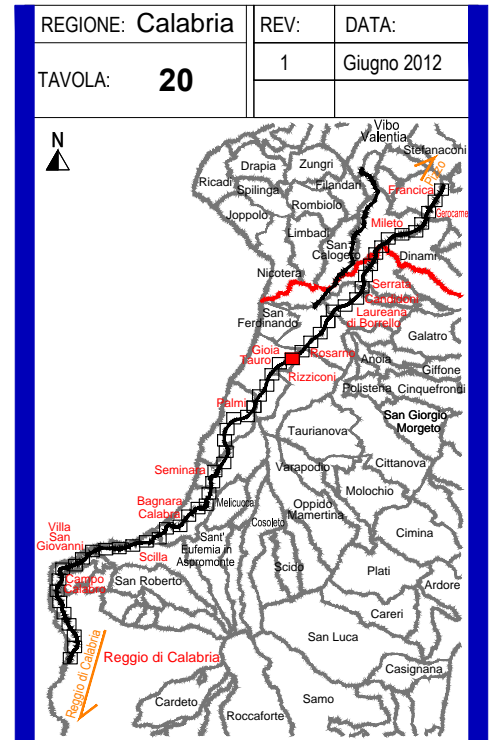 REGIONE: Calabria
REV:
DATA:
TAVOLA: 20
1
Giugno 2012
N
Vibo
Valentia
Stefanaconi
Pizzo
Drapia
Zungri
Ricadi
Spilinga
Filandari
Francica
Rombiolo
Joppolo
Mileto
Gerocarne
Limbadi
San
Calogero
Dinami
Nicotera
Serrata
Candidoni
San
Ferdinando
Laureana
di Borrello
Galatro
Gioia
Tauro
Rosarno
Anoia
Giffone
Rizziconi
Polistena
Cinquefrondi
Palmi
San Giorgio
Morgeto
Taurianova
Seminara
Varapodio
Cittanova
Molochio
Bagnara
Calabra
Melicuccà
Oppido
Mamertina
Cosoleto
Villa
San
Giovanni
Sant'
Eufemia in
Aspromonte
Cimina
Scilla
Scido
Plati
Campo
Calabro
San Roberto
Ardore
Careri
San Luca
Reggio di Calabria
Reggio di Calabria
Casignana
Cardeto
Samo
Roccaforte